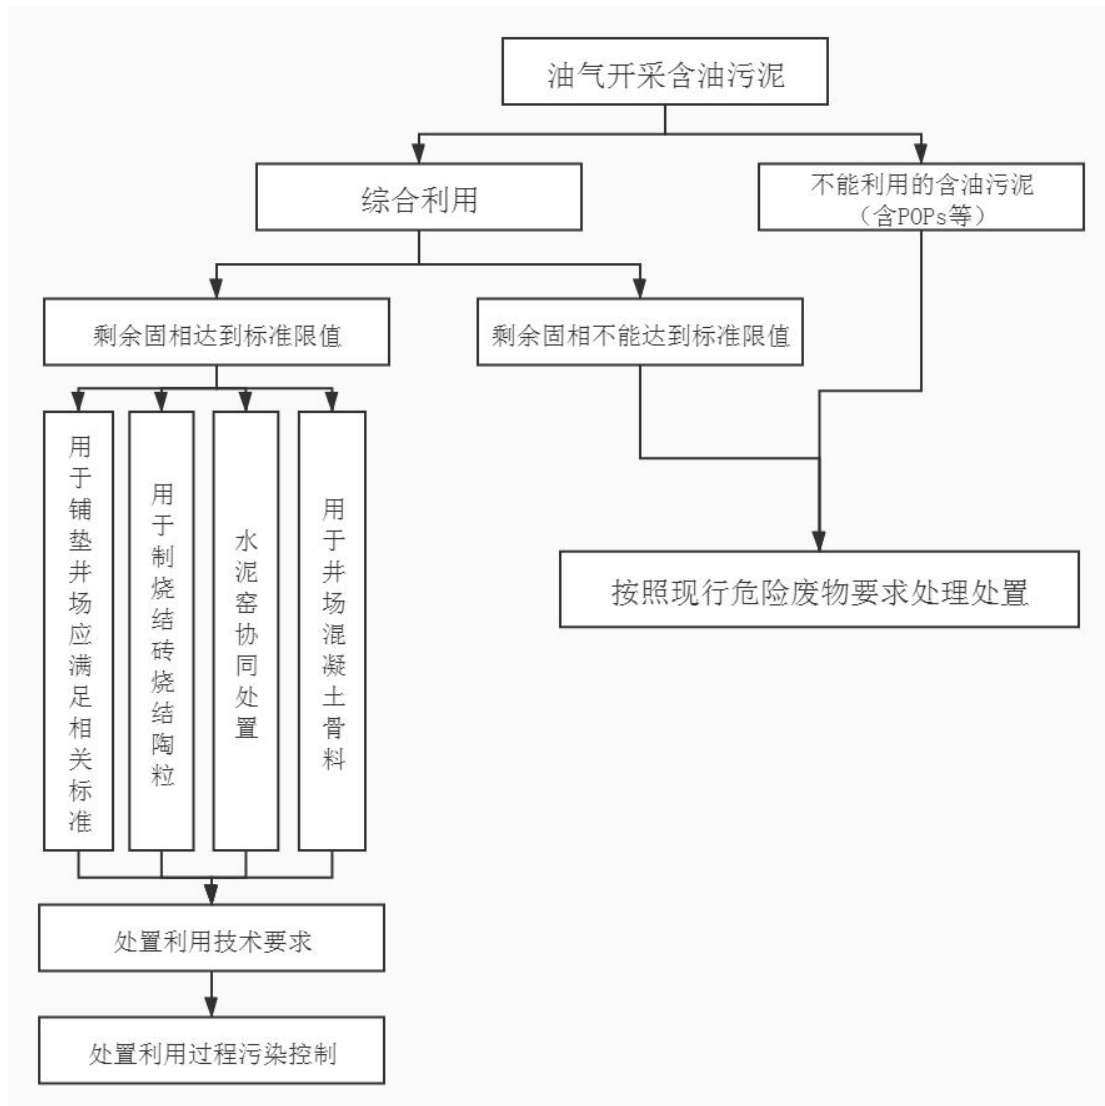 油气开采含油污泥
综合利用
不能利用的含油污泥
（含POPs等）
剩余固相达到标准限值
剩余固相不能达到标准限值
用于铺垫井场应满足相关标准
用于制烧结砖烧结陶粒
水泥窑协同处置
用于井场混凝土骨料
按照现行危险废物要求处理处置
处置利用技术要求
处置利用过程污染控制